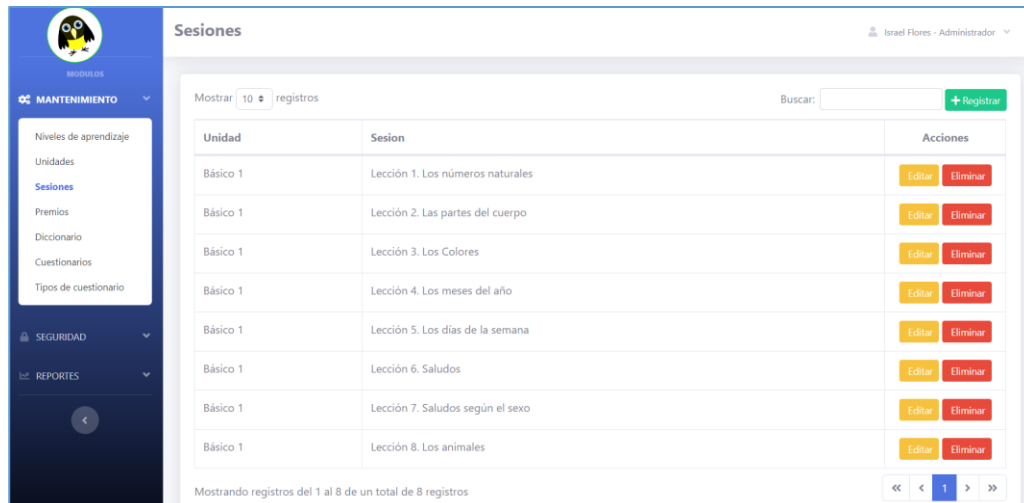 Sesiones
Israel Flores - Administrador
MODULOS
MANTENIMIENTO
Niveles de aprendizaje
Unidades
Sesiones
Premios
Diccionario
Cuestionarios
Tipos de cuestionario
SEGURIDAD
REPORTES
Mostrar 10 registros
Buscar:
+ Registrar
Unidad Sesion Acciones
Básico 1 Lección 1. Los números naturales Editar Eliminar
Básico 1 Lección 2. Las partes del cuerpo Editar Eliminar
Básico 1 Lección 3. Los Colores Editar Eliminar
Básico 1 Lección 4. Los meses del año Editar Eliminar
Básico 1 Lección 5. Los días de la semana Editar Eliminar
Básico 1 Lección 6. Saludos Editar Eliminar
Básico 1 Lección 7. Saludos según el sexo Editar Eliminar
Básico 1 Lección 8. Los animales Editar Eliminar
Mostrando registros del 1 al 8 de un total de 8 registros
« < 1 > »